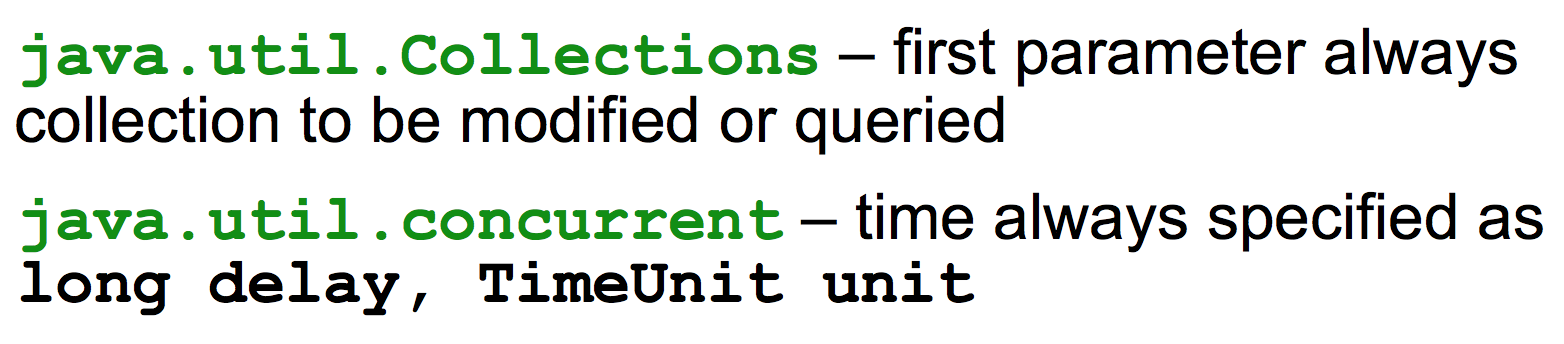 java.util.Collections – first parameter always
collection to be modified or queried
java.util.concurrent – time always specified as
long delay, TimeUnit unit